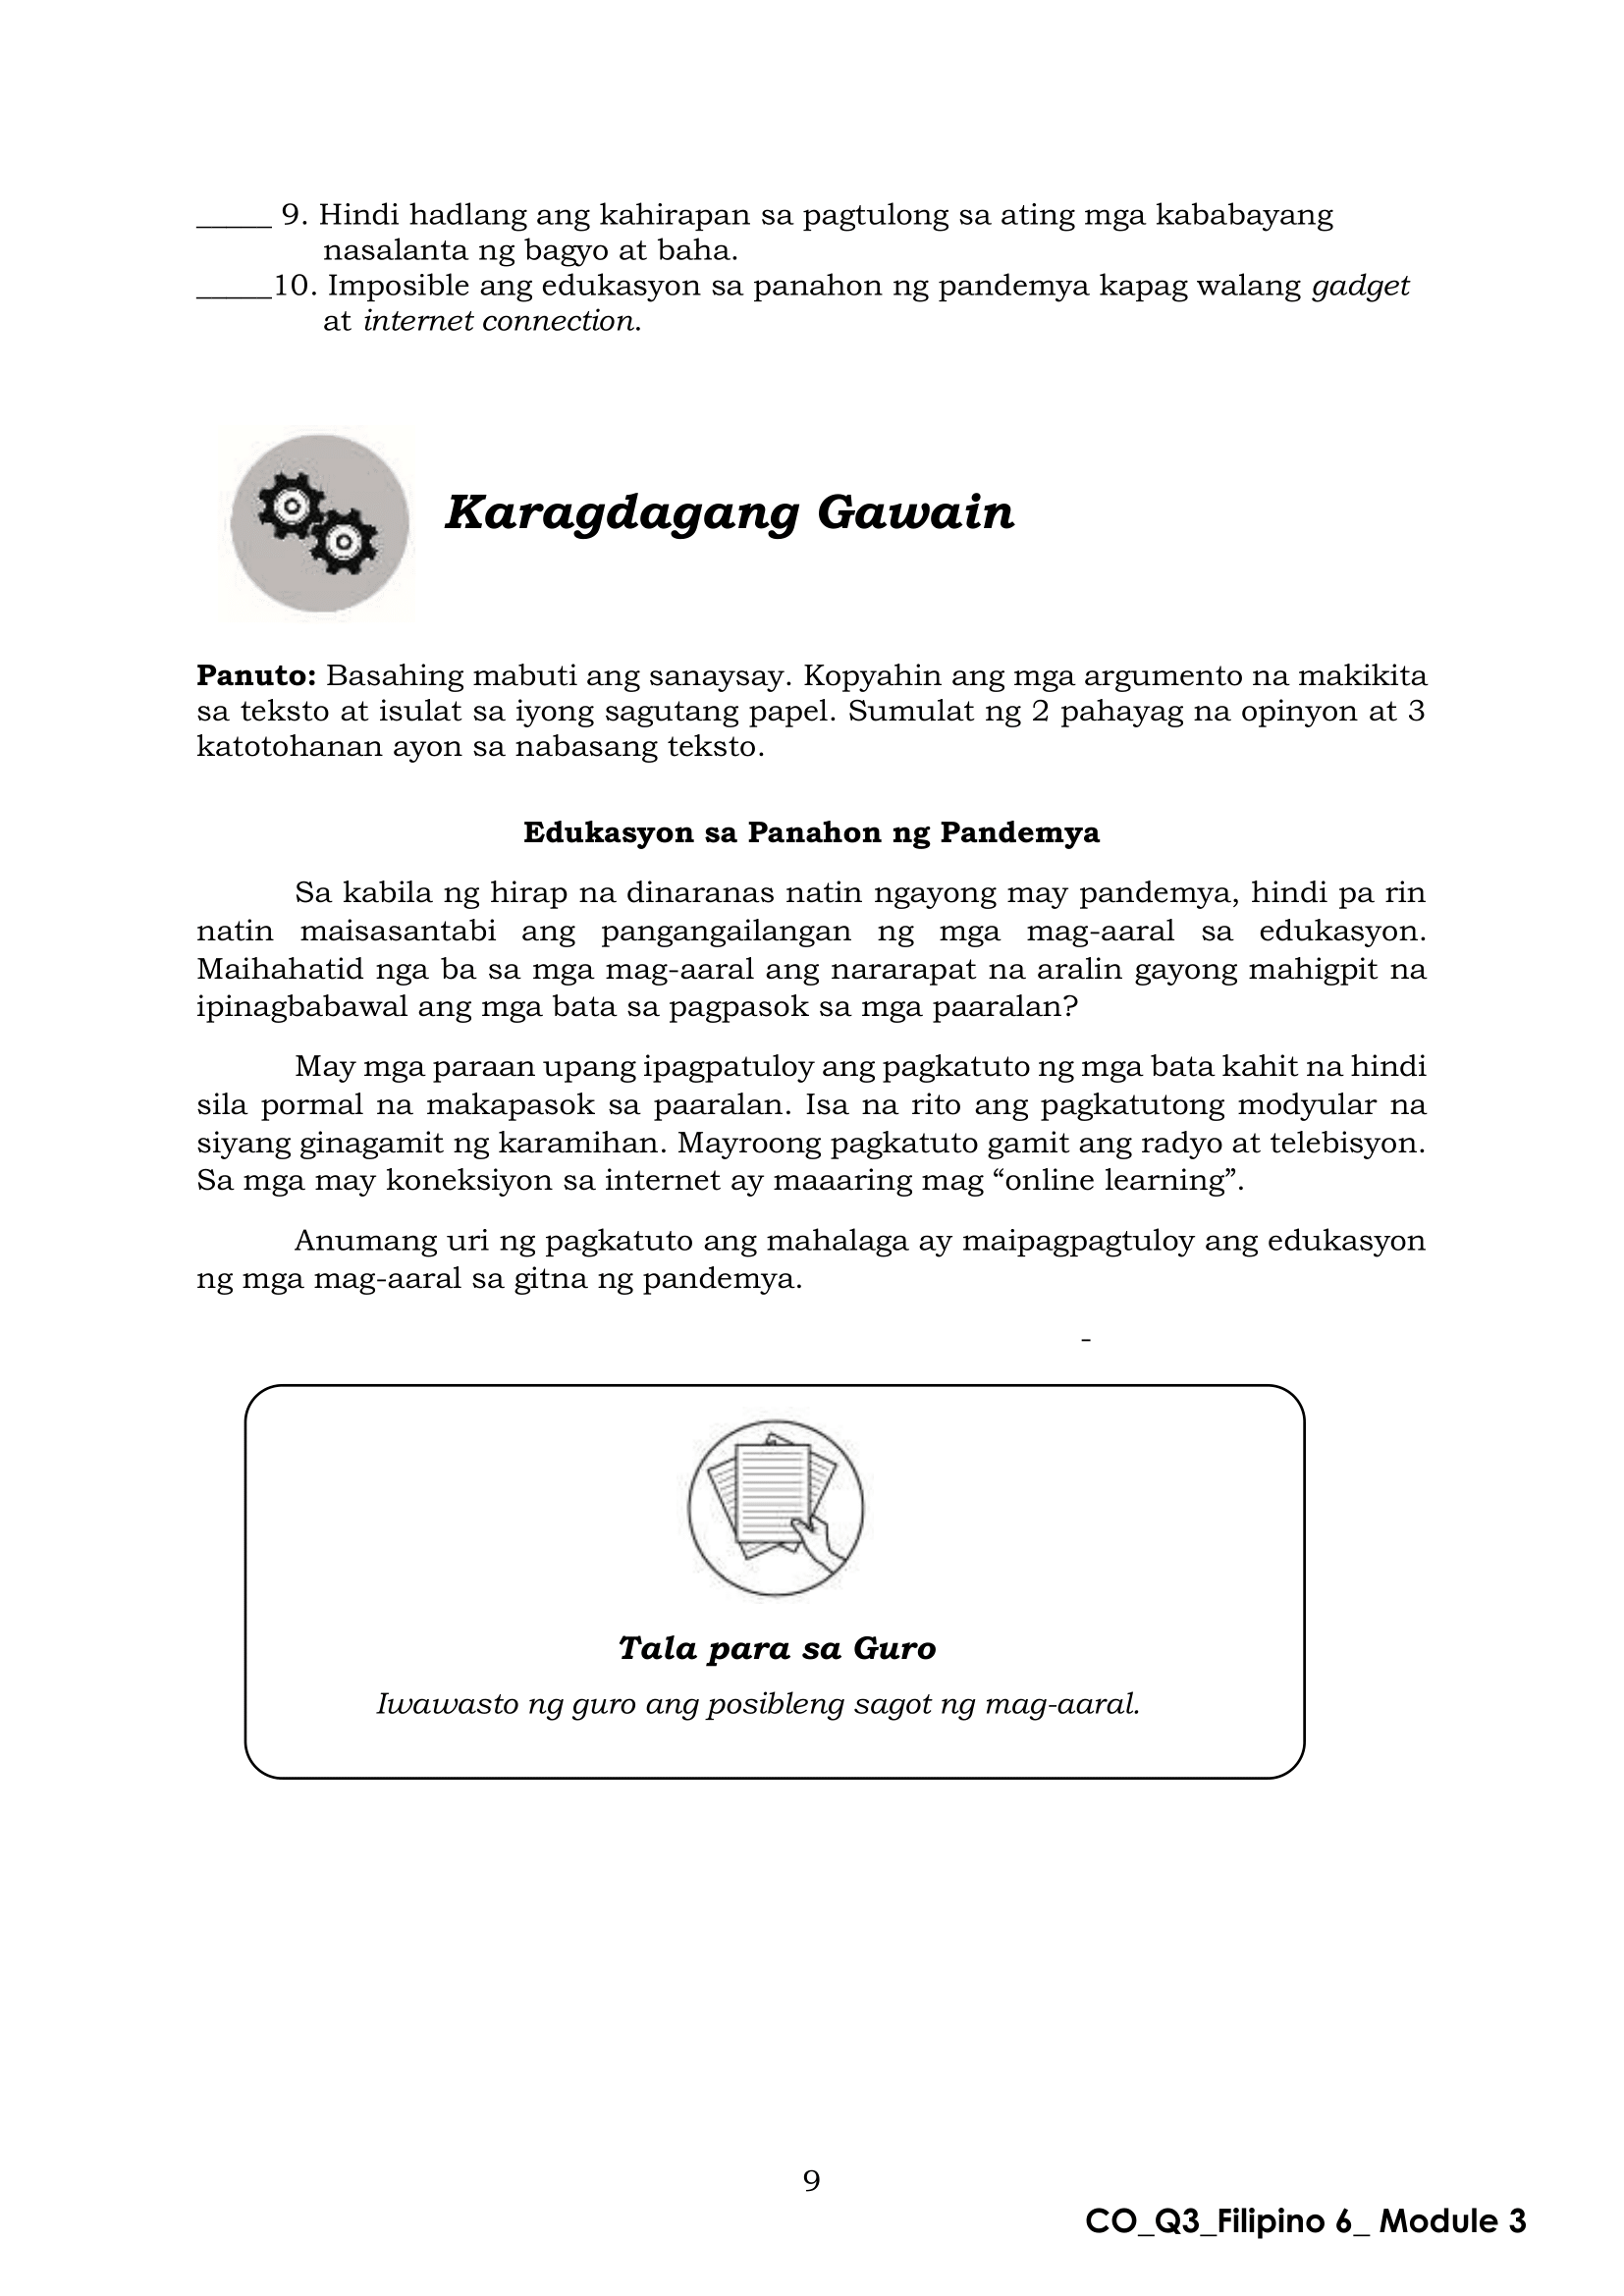 _____ 9. Hindi hadlang ang kahirapan sa pagtulong sa ating mga kababayang
nasalanta ng bagyo at baha.
_____10. Imposible ang edukasyon sa panahon ng pandemya kapag walang gadget
at internet connection.
Karagdagang Gawain
Panuto: Basahing mabuti ang sanaysay. Kopyahin ang mga argumento na makikita
sa teksto at isulat sa iyong sagutang papel. Sumulat ng 2 pahayag na opinyon at 3
katotohanan ayon sa nabasang teksto.
Edukasyon sa Panahon ng Pandemya
Sa kabila ng hirap na dinaranas natin ngayong may pandemya, hindi pa rin
natin maisasantabi ang pangangailangan ng mga mag-aaral sa edukasyon.
Maihahatid nga ba sa mga mag-aaral ang nararapat na aralin gayong mahigpit na
ipinagbabawal ang mga bata sa pagpasok sa mga paaralan?
May mga paraan upang ipagpatuloy ang pagkatuto ng mga bata kahit na hindi
sila pormal na makapasok sa paaralan. Isa na rito ang pagkatutong modyular na
siyang ginagamit ng karamihan. Mayroong pagkatuto gamit ang radyo at telebisyon.
Sa mga may koneksiyon sa internet ay maaaring mag “online learning”.
Anumang uri ng pagkatuto ang mahalaga ay maipagpagtuloy ang edukasyon
ng mga mag-aaral sa gitna ng pandemya.
-
Tala para sa Guro
Iwawasto ng guro ang posibleng sagot ng mag-aaral.
9
CO_Q3_Filipino 6_ Module 3